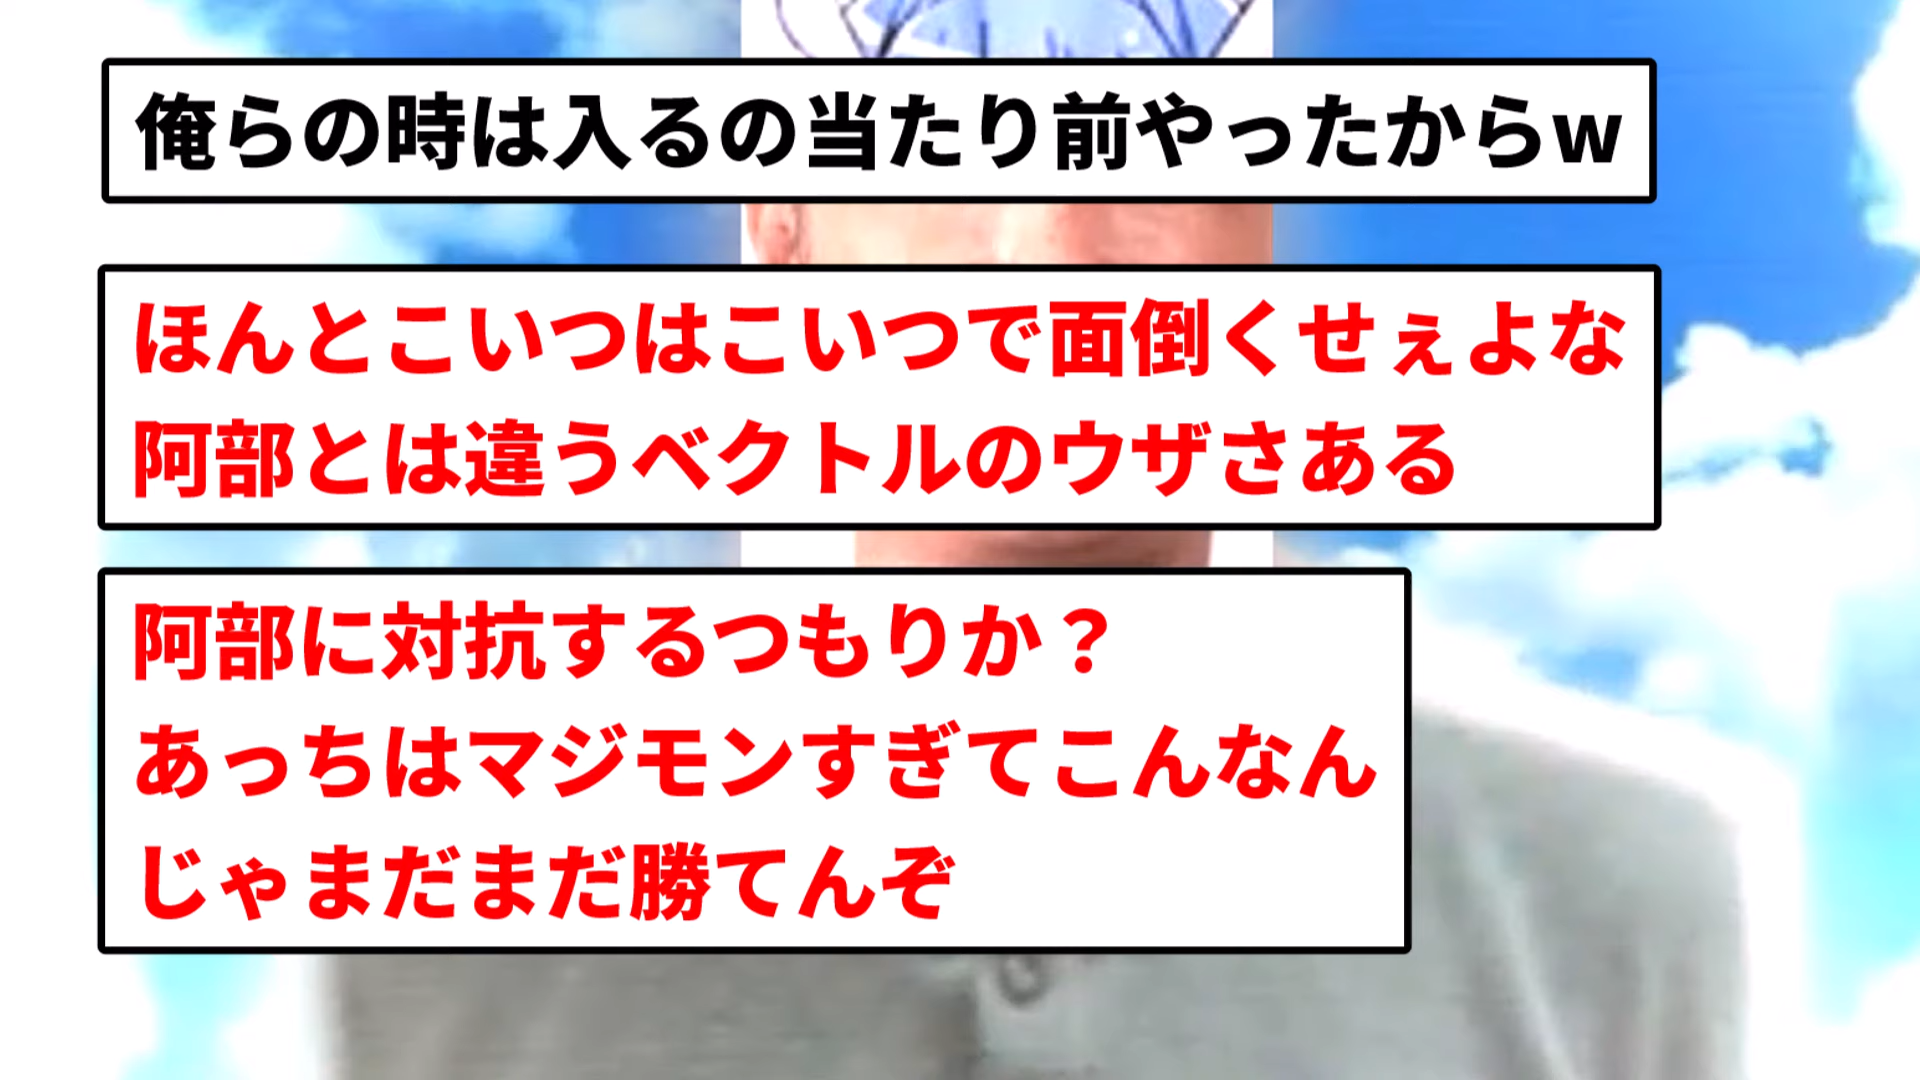 俺らの時は入るの当たり前やったからw
ほんとこいつはこいつで面倒くせぇよな
阿部とは違うベクトルのウザさある
阿部に対抗するつもりか？
あっちはマジモンすぎてこんなん
じゃまだまだ勝てんぞ